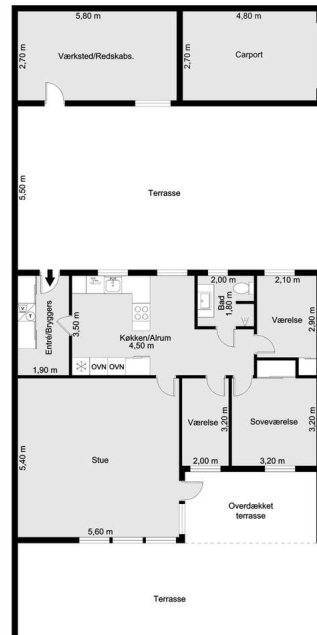 5,80 m
4,80 m
2,70 m
Værksted/Redskabs.
2,70 m
Carport
5,50 m
Terrasse
V
T
Entré/Bryggers
1,90 m
3,50 m
Køkken/Alrum
4,50 m
OVN
OVN
2,00 m
Bad
1,80 m
2,10 m
Værelse
2,90 m
5,40 m
Stue
5,60 m
Værelse
3,20 m
2,00 m
Soveværelse
3,20 m
3,20 m
Overdækket
terrasse
Terrasse